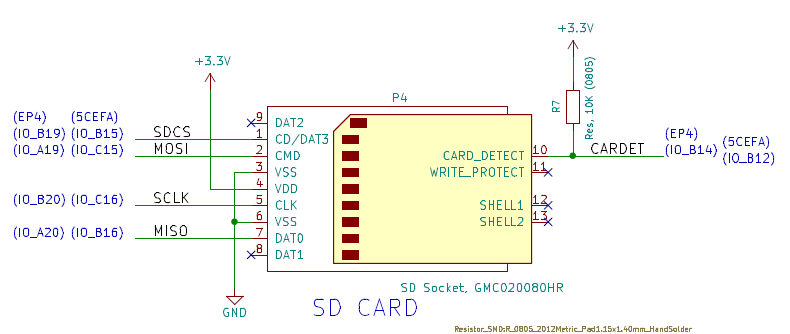 +3.3V
+3.3V
P4
R7
Res, 10K (0805)
(EP4) (5CEFA)
(IO_B19) (IO_B15) SDCS
(IO_A19) (IO_C15) MOSI
(IO_B20) (IO_C16) SCLK
(IO_A20) (IO_B16) MISO
9 DAT2
1 CD/DAT3
2 CMD
3 VSS
4 VDD
5 CLK
6 VSS
7 DAT0
8 DAT1
CARD_DETECT 10
WRITE_PROTECT 11
SHELL1 12
SHELL2 13
CARDET
(EP4)
(IO_B14)
(5CEFA)
(IO_B12)
GND
SD Socket, GMC020080HR
SD CARD
Resistor_SMD:R_0805_2012Metric_Pad1.15x1.40mm_HandSolder